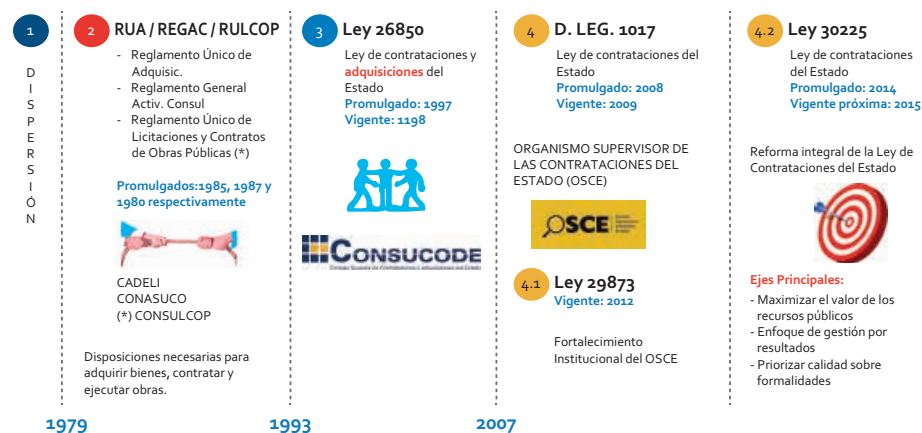 1
D
I
S
P
E
R
S
I
Ó
N
2 RUA / REGAC / RULCOP
- Reglamento Único de
Adquisic.
- Reglamento General
Activ. Consul
- Reglamento Único de
Licitaciones y Contratos
de Obras Públicas (*)
Promulgados:1985, 1987 y
1980 respectivamente
CADELI
CONASUCO
(*) CONSULCOP
Disposiciones necesarias para
adquirir bienes, contratar y
ejecutar obras.
3 Ley 26850
Ley de contrataciones y
adquisiciones del
Estado
Promulgado: 1997
Vigente: 1198
CONSUCODE
4 D. LEG. 1017
Ley de contrataciones del
Estado
Promulgado: 2008
Vigente: 2009
ORGANISMO SUPERVISOR DE
LAS CONTRATACIONES DEL
ESTADO (OSCE)
OSCE
4.1 Ley 29873
Vigente: 2012
Fortalecimiento
Institucional del OSCE
4.2 Ley 30225
Ley de contrataciones
del Estado
Promulgado: 2014
Vigente próxima: 2015
Reforma integral de la Ley de
Contrataciones del Estado
Ejes Principales:
- Maximizar el valor de los
recursos públicos
- Enfoque de gestión por
resultados
- Priorizar calidad sobre
formalidades
1979
1993
2007